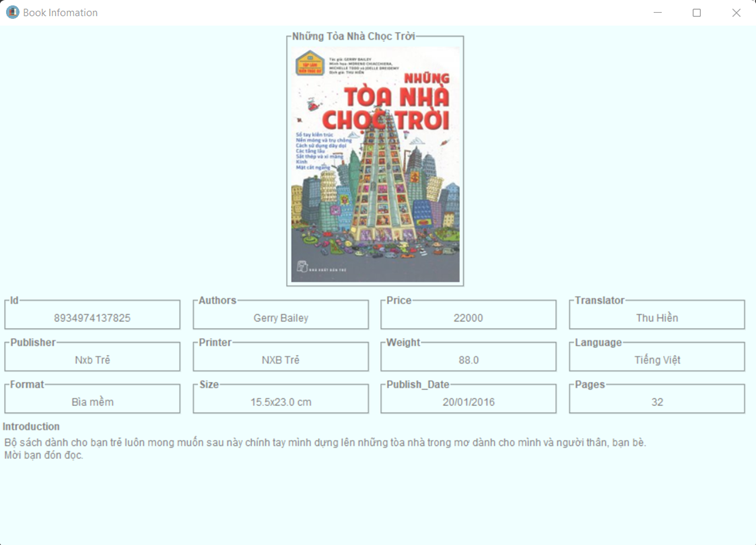 Book Infomation
Những Tòa Nhà Chọc Trời
Tác giả: GERRY BAILEY
Dịch giả: THU HIỀN
NHỮNG
TÒA NHÀ
CHỌC TRỜI
Sổ tay kiến trúc
Nền móng và trụ chống
Cách sử dụng dây dọi
Các tầng lầu
Sắt thép và xi măng
Kính
Mặt cắt ngang
NHÀ XUẤT BẢN TRẺ
Id
8934974137825
Authors
Gerry Bailey
Price
22000
Translator
Thu Hiền
Publisher
Nxb Trẻ
Printer
NXB Trẻ
Weight
88.0
Language
Tiếng Việt
Format
Bìa mềm
Size
15.5x23.0 cm
Publish_Date
20/01/2016
Pages
32
Introduction
Bộ sách dành cho bạn trẻ luôn mong muốn sau này chính tay mình dựng lên những tòa nhà trong mơ dành cho mình và người thân, bạn bè.
Mời bạn đón đọc.